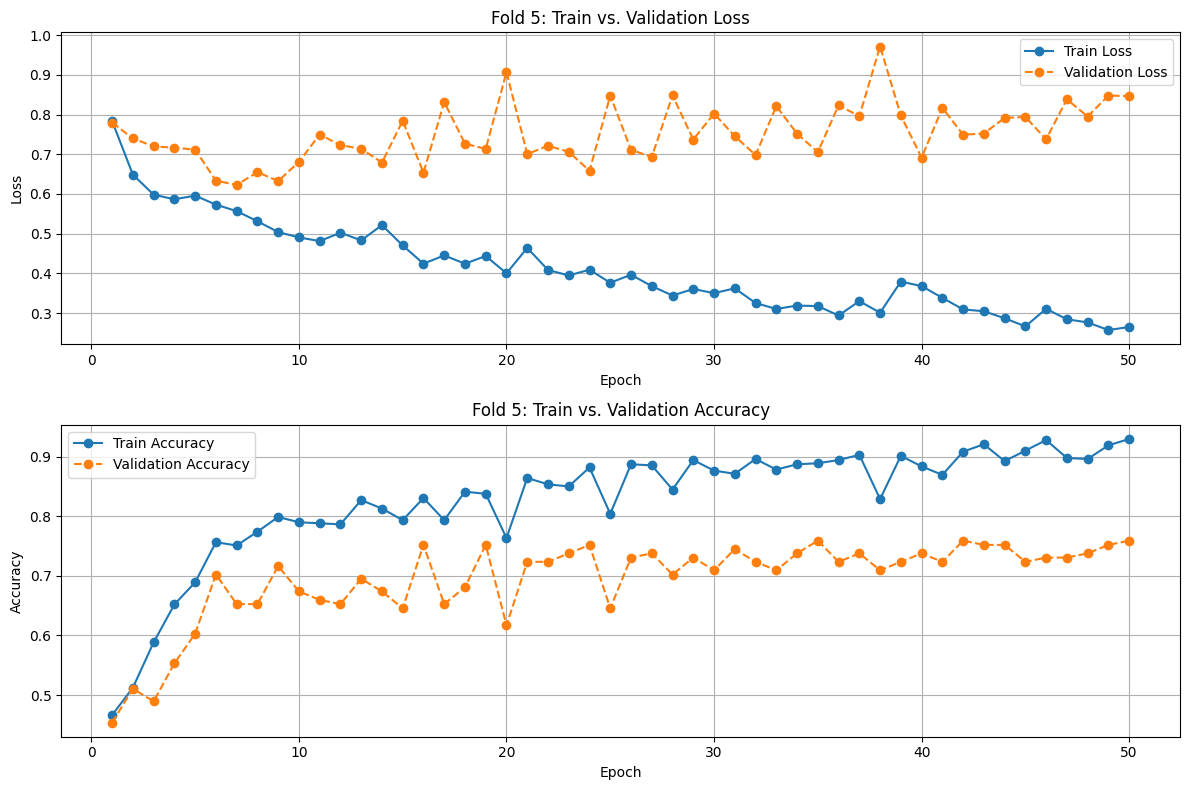 Fold 5: Train vs. Validation Loss
1.0
0.9
0.8
0.7
0.6
0.5
0.4
0.3
Loss
Train Loss
Validation Loss
0 10 20 30 40 50
Epoch
Fold 5: Train vs. Validation Accuracy
0.9
0.8
0.7
0.6
0.5
Accuracy
Train Accuracy
Validation Accuracy
0 10 20 30 40 50
Epoch